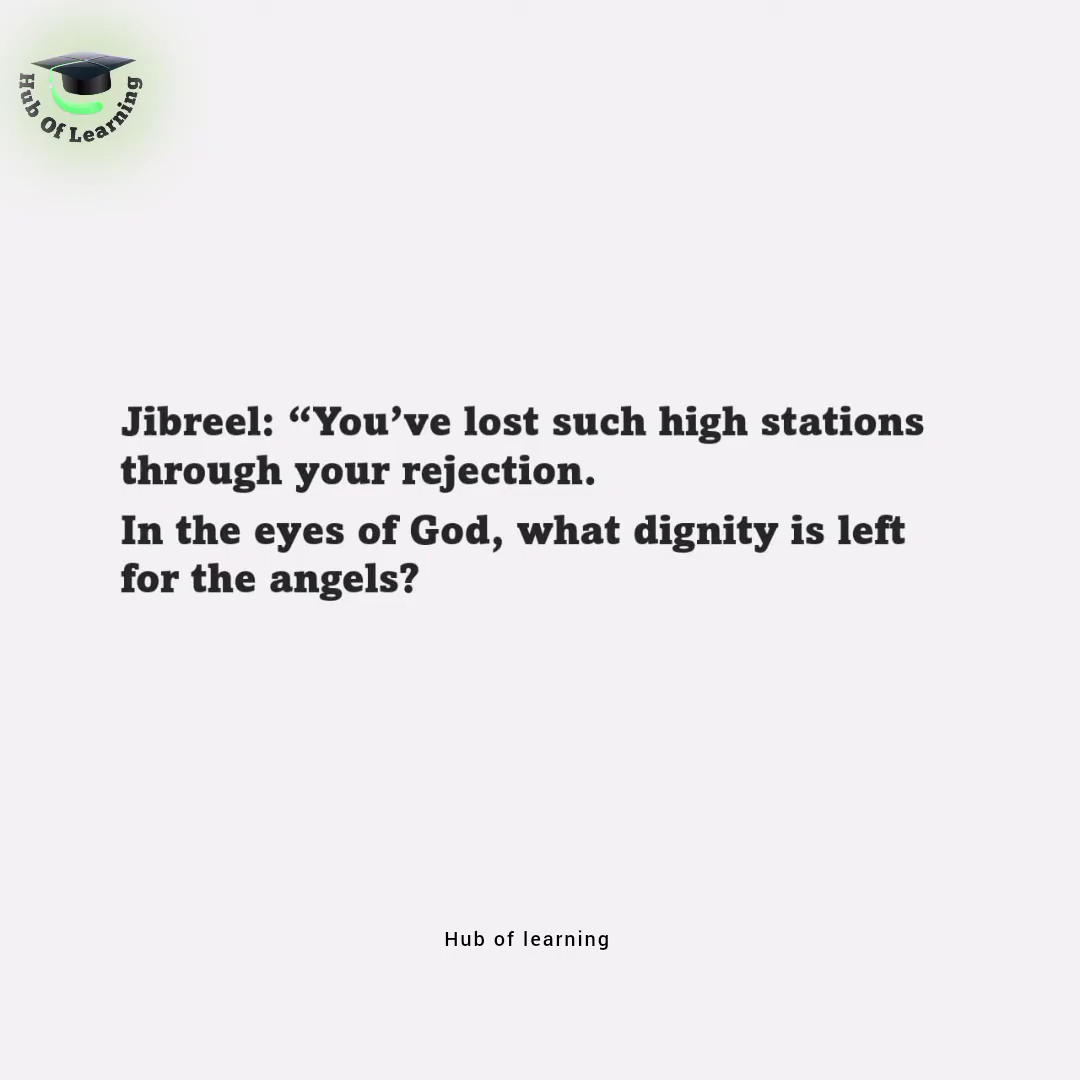 Hub Of Learning
Jibreel: “You’ve lost such high stations
through your rejection.
In the eyes of God, what dignity is left
for the angels?
Hub of learning